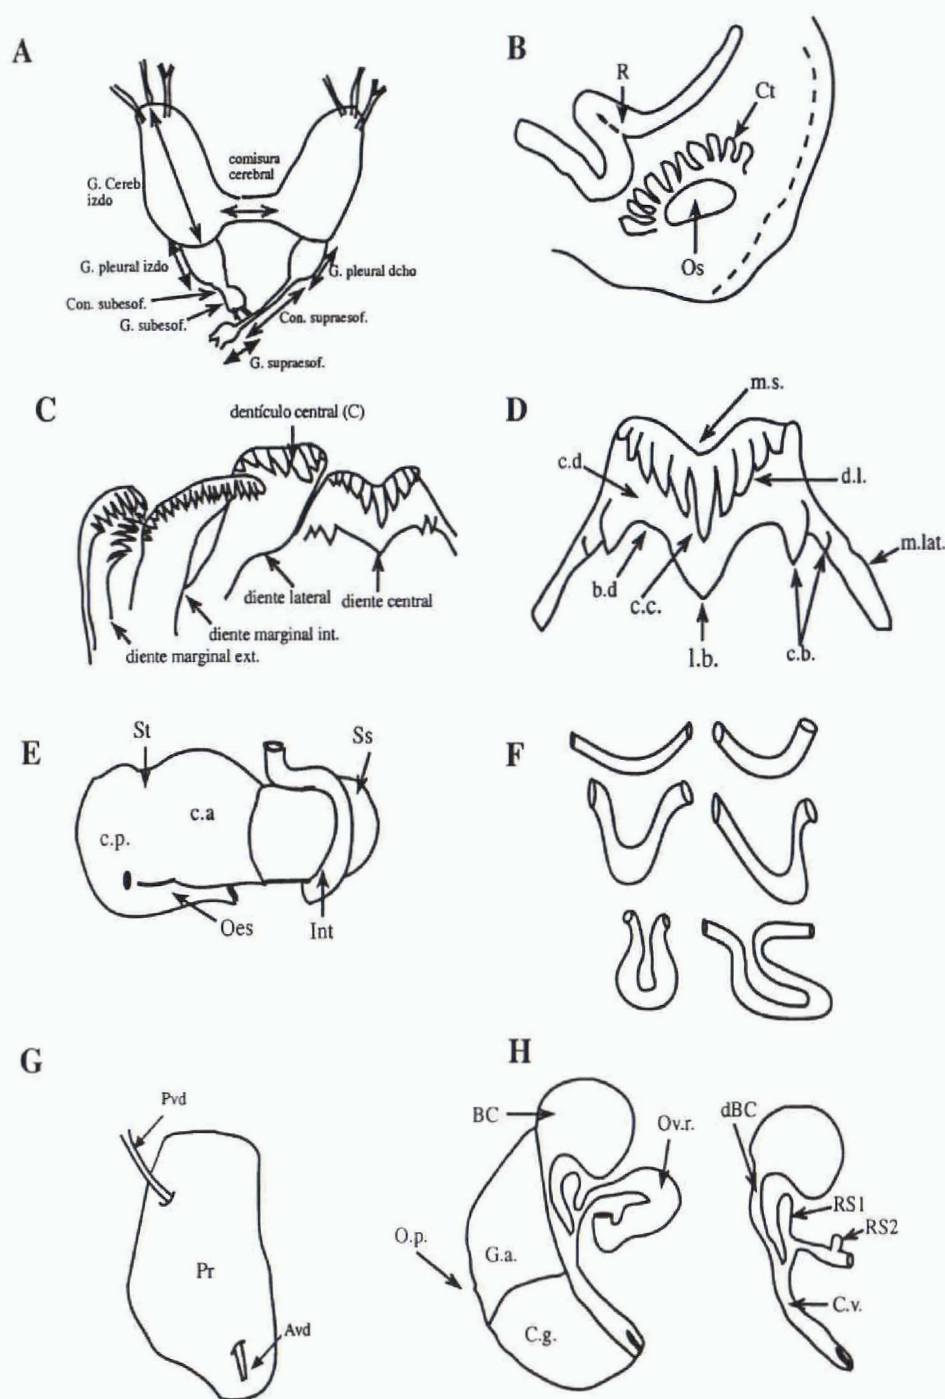 A
comisura
cerebral
G. Cereb
izdo
G. pleural izdo
G. pleural dcho
Con. subesof.
G. subesof.
Con. supraesof.
G. supraesof.
B
R
Ct
Os
C
dentículo central (C)
diente lateral
diente central
diente marginal int.
diente marginal ext.
D
m.s.
c.d
d.l.
m.lat.
b.d
c.c.
l.b.
c.b.
E
St
Ss
c.a
c.p.
Oes
Int
F
G
Pvd
Pr
Avd
H
BC
Ov.r.
dBC
RS1
RS2
O.p.
G.a.
C.g.
C.v.